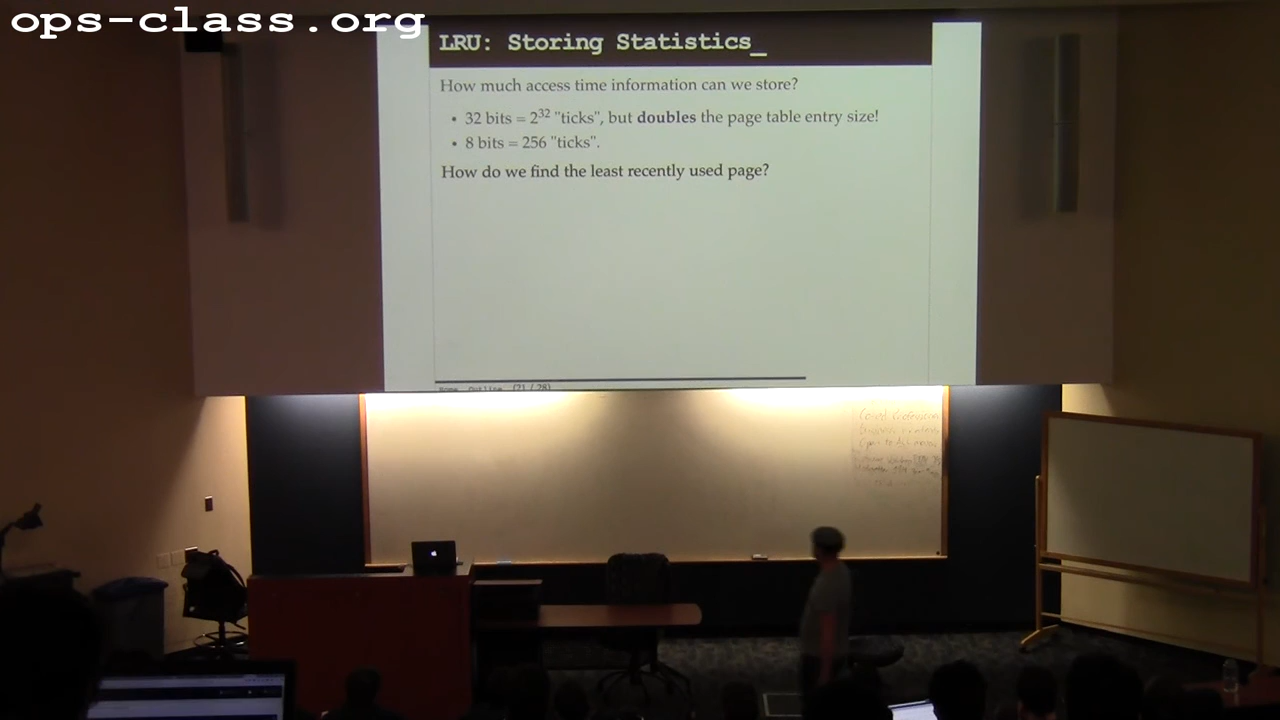 ops-class.org
LRU: Storing Statistics_
How much access time information can we store?
• 32 bits = 2³² "ticks", but doubles the page table entry size!
• 8 bits = 256 "ticks".
How do we find the least recently used page?
(21 / 28)